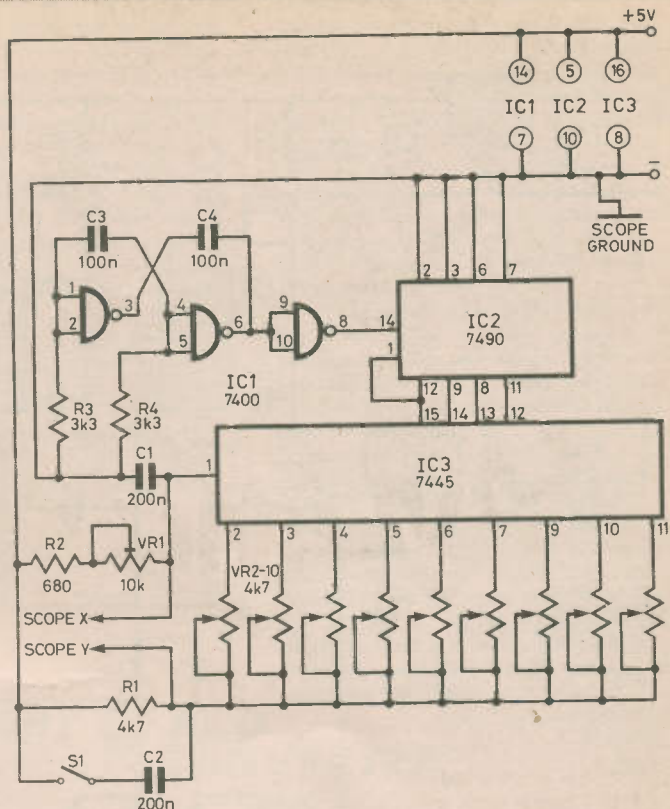 +5V
14 5 16
IC1 IC2 IC3
7 10 8
−
SCOPE
GROUND
C3
100n
C4
100n
1
2
3
4
5
6
9
10
8
14
1
2 3 6 7
IC2
7490
12 9 8 11
15 14 13 12
IC1
7400
R3
3k3
R4
3k3
C1
200n
1
IC3
7445
2 3 4 5 6 7 9 10 11
R2
680
VR1
10k
VR2-10
4k7
SCOPE X
SCOPE Y
R1
4k7
S1
C2
200n